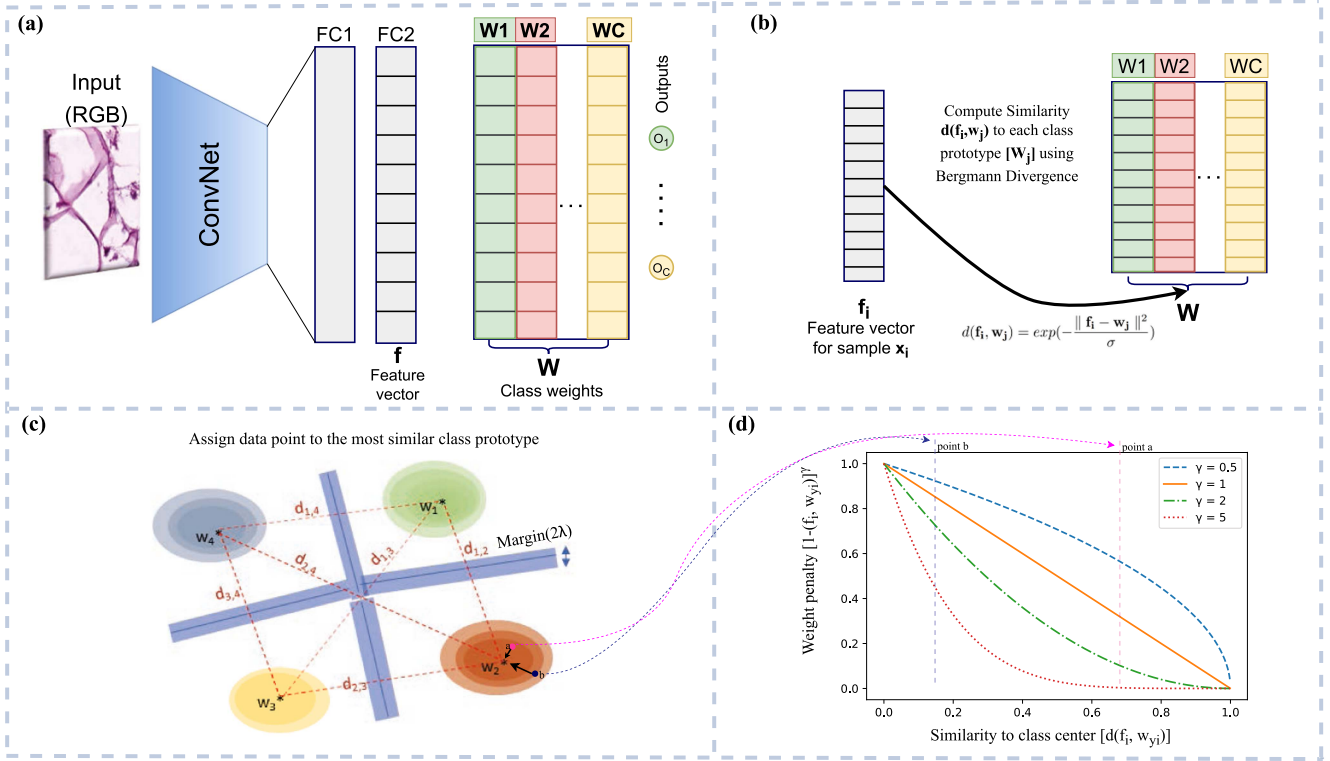 (a)
FC1
FC2
W1 W2 WC
Input
(RGB)
ConvNet
Outputs
O1
. . .
OC
f
Feature
vector
W
Class weights
(b)
W1 W2 WC
Compute Similarity
d(fi,wj) to each class
prototype [Wj] using
Bergmann Divergence
. . .
fi
Feature vector
for sample xi
W
d(fi, wj) = exp(-‖ fi − wj ‖²/σ)
(c)
Assign data point to the most similar class prototype
w1
w4
d1,4
d1,3
d1,2
Margin(2λ)
d2,4
d3,4
a
w2
b
d2,3
w3
(d)
point b
point a
γ = 0.5
γ = 1
γ = 2
γ = 5
Weight penalty [1-(fi, wyi)]γ
1.0
0.8
0.6
0.4
0.2
0.0
0.0 0.2 0.4 0.6 0.8 1.0
Similarity to class center [d(fi, wyi)]